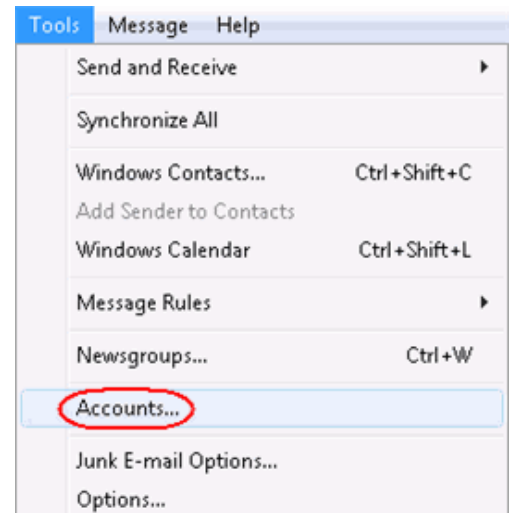 Tools Message Help
Send and Receive
Synchronize All
Windows Contacts... Ctrl+Shift+C
Add Sender to Contacts
Windows Calendar Ctrl+Shift+L
Message Rules
Newsgroups... Ctrl+W
Accounts...
Junk E-mail Options...
Options...